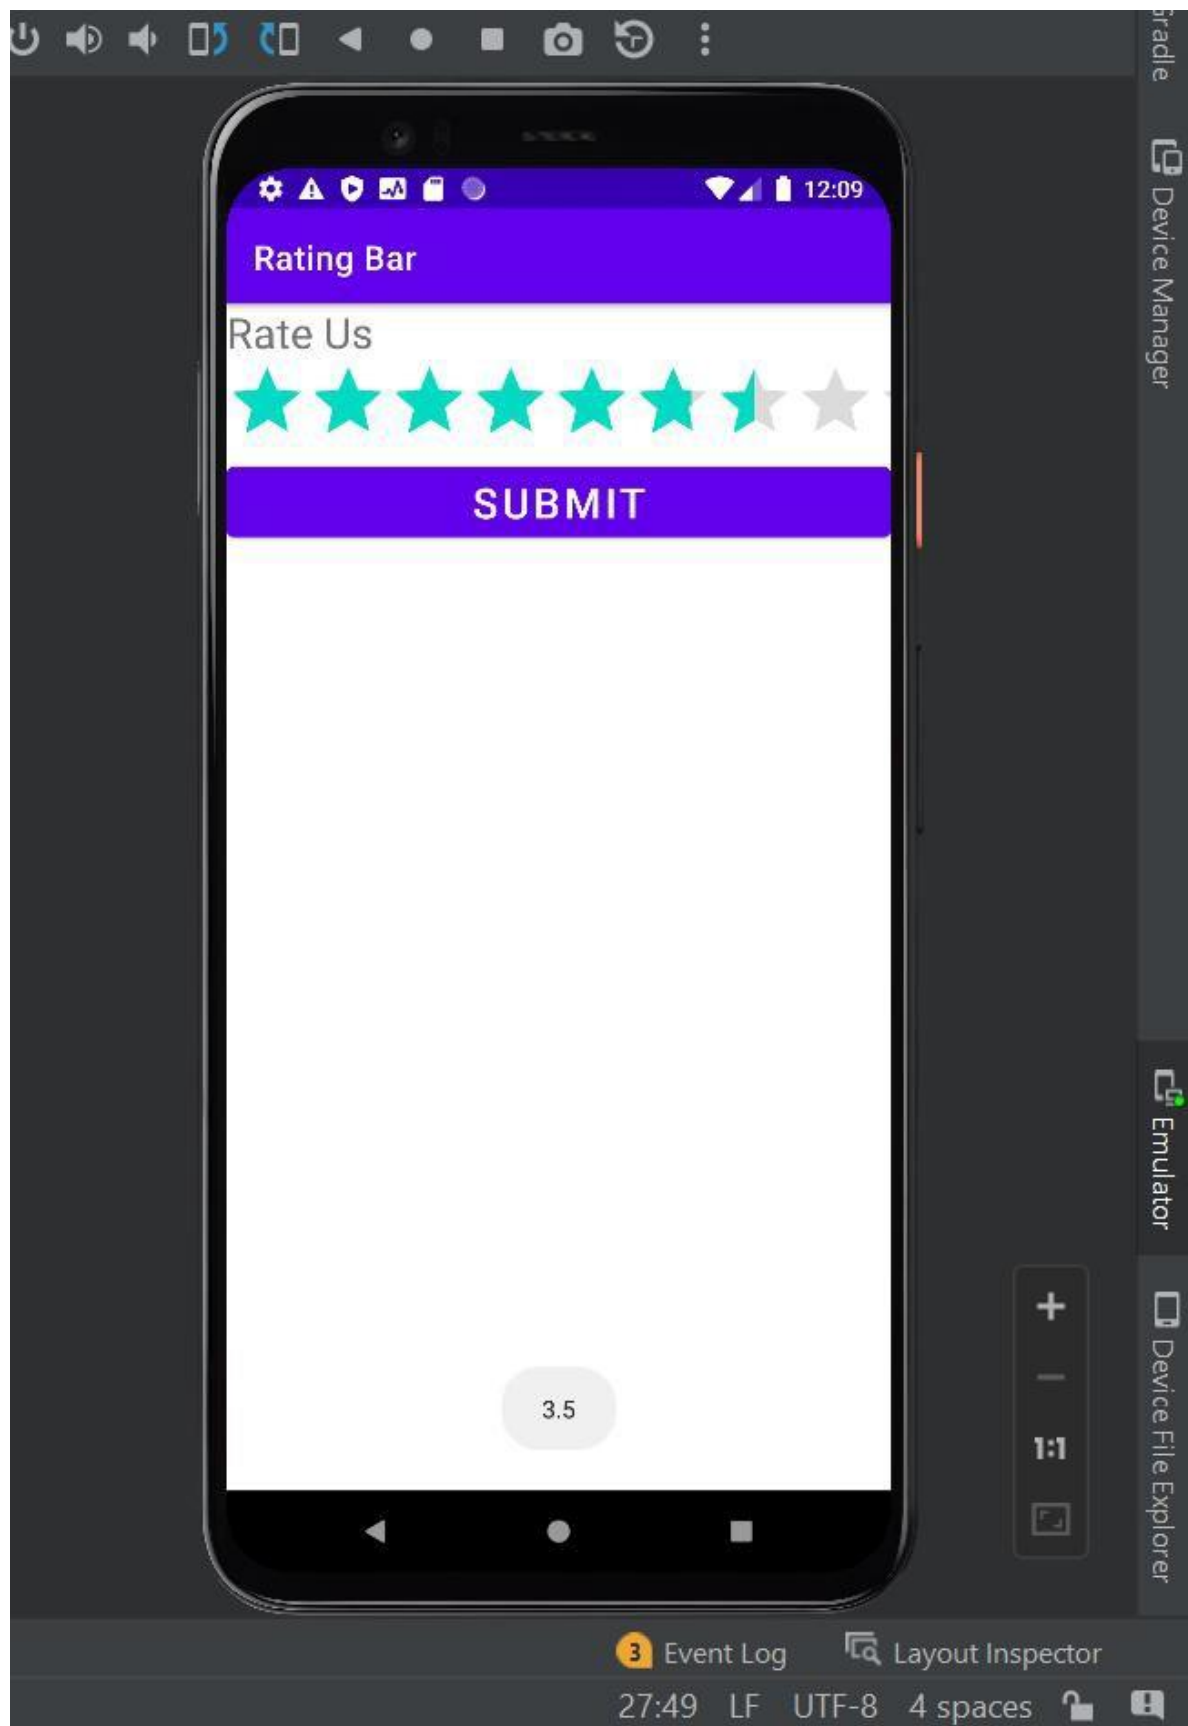 Gradle
Device Manager
12:09
Rating Bar
Rate Us
SUBMIT
Emulator
1:1
3.5
Device File Explorer
3 Event Log Layout Inspector
27:49 LF UTF-8 4 spaces